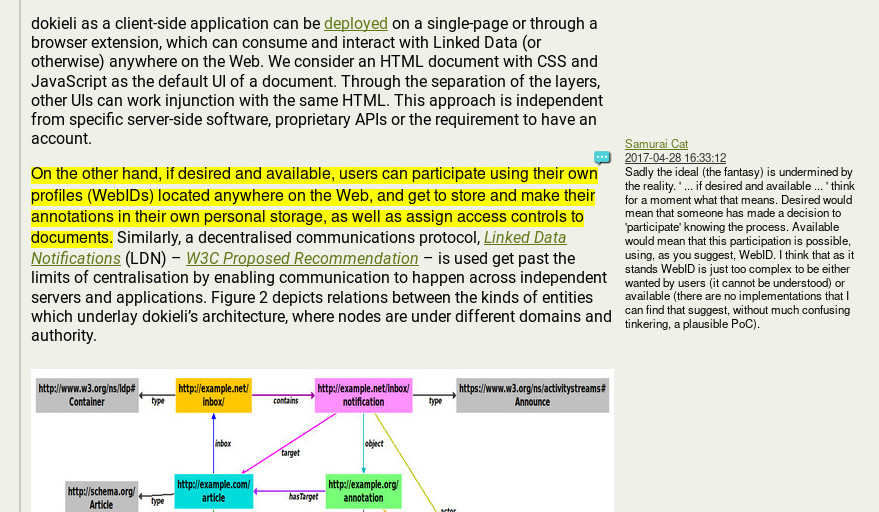 dokieli as a client-side application can be deployed on a single-page or through a
browser extension, which can consume and interact with Linked Data (or
otherwise) anywhere on the Web. We consider an HTML document with CSS and
JavaScript as the default UI of a document. Through the separation of the layers,
other UIs can work injunction with the same HTML. This approach is independent
from specific server-side software, proprietary APIs or the requirement to have an
account.
On the other hand, if desired and available, users can participate using their own
profiles (WebIDs) located anywhere on the Web, and get to store and make their
annotations in their own personal storage, as well as assign access controls to
documents. Similarly, a decentralised communications protocol, Linked Data
Notifications (LDN) – W3C Proposed Recommendation – is used get past the
limits of centralisation by enabling communication to happen across independent
servers and applications. Figure 2 depicts relations between the kinds of entities
which underlay dokieli's architecture, where nodes are under different domains and
authority.
Samurai Cat
2017-04-28 16:33:12
Sadly the ideal (the fantasy) is undermined by
the reality. ' ... if desired and available ... ' think
for a moment what that means. Desired would
mean that someone has made a decision to
'participate' knowing the process. Available
would mean that this participation is possible,
using, as you suggest, WebID. I think that as it
stands WebID is just too complex to be either
wanted by users (it cannot be understood) or
available (there are no implementations that I
can find that suggest, without much confusing
tinkering, a plausible PoC).
http://www.w3.org/ns/ldp#
Container
type
http://example.net/
inbox/
contains
http://example.net/inbox/
notification
type
https://www.w3.org/ns/activitystreams#
Announce
inbox
target
object
http://schema.org/
Article
type
http://example.com/
article
hasTarget
http://example.org/
annotation